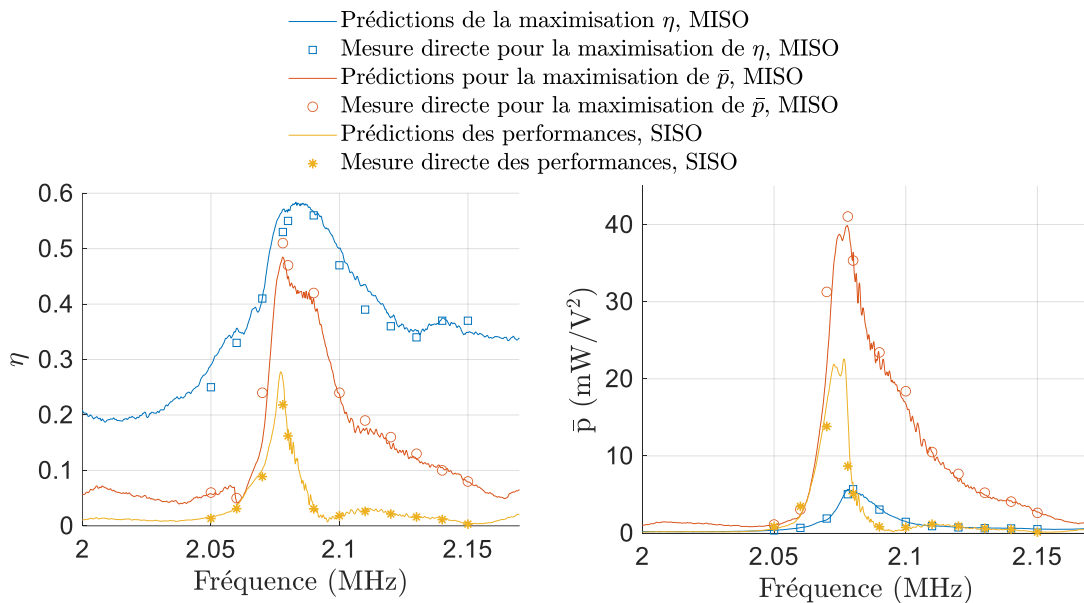 Prédictions de la maximisation η, MISO
Mesure directe pour la maximisation de η, MISO
Prédictions pour la maximisation de p̄, MISO
Mesure directe pour la maximisation de p̄, MISO
Prédictions des performances, SISO
Mesure directe des performances, SISO
0.6
0.5
0.4
0.3
0.2
0.1
0
η
2
2.05
2.1
2.15
Fréquence (MHz)
40
30
20
10
0
p̄ (mW/V²)
2
2.05
2.1
2.15
Fréquence (MHz)